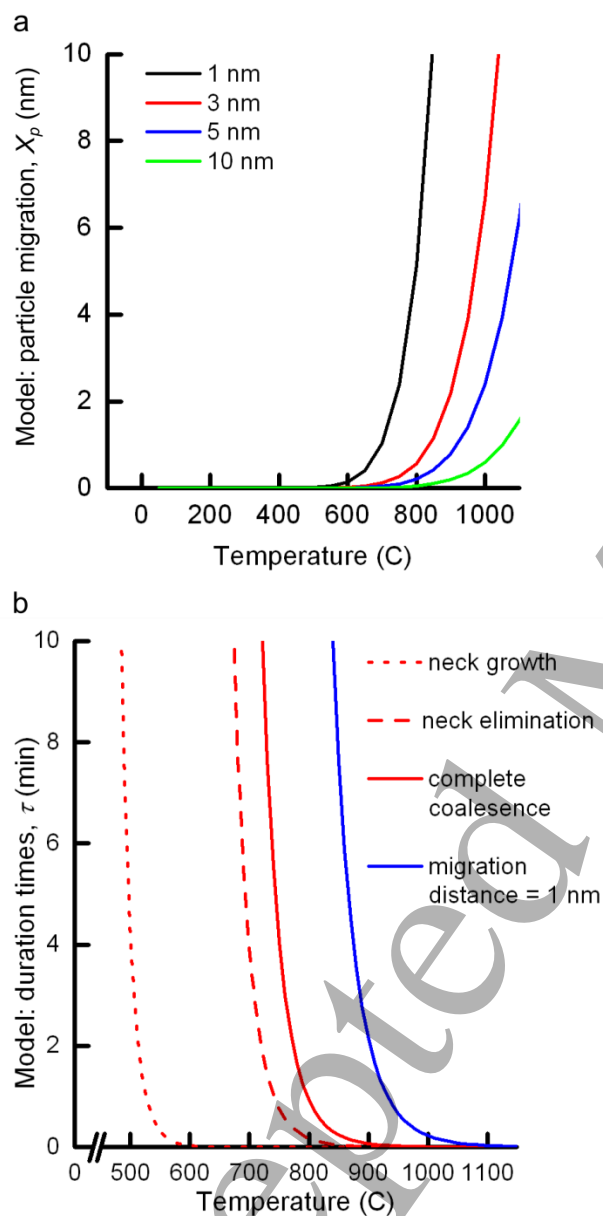 a
Model: particle migration, Xp (nm)
10
8
6
4
2
0
1 nm
3 nm
5 nm
10 nm
0 200 400 600 800 1000
Temperature (C)
b
Model: duration times, τ (min)
10
8
6
4
2
0
neck growth
neck elimination
complete
coalesence
migration
distance = 1 nm
0 500 600 700 800 900 1000 1100
Temperature (C)